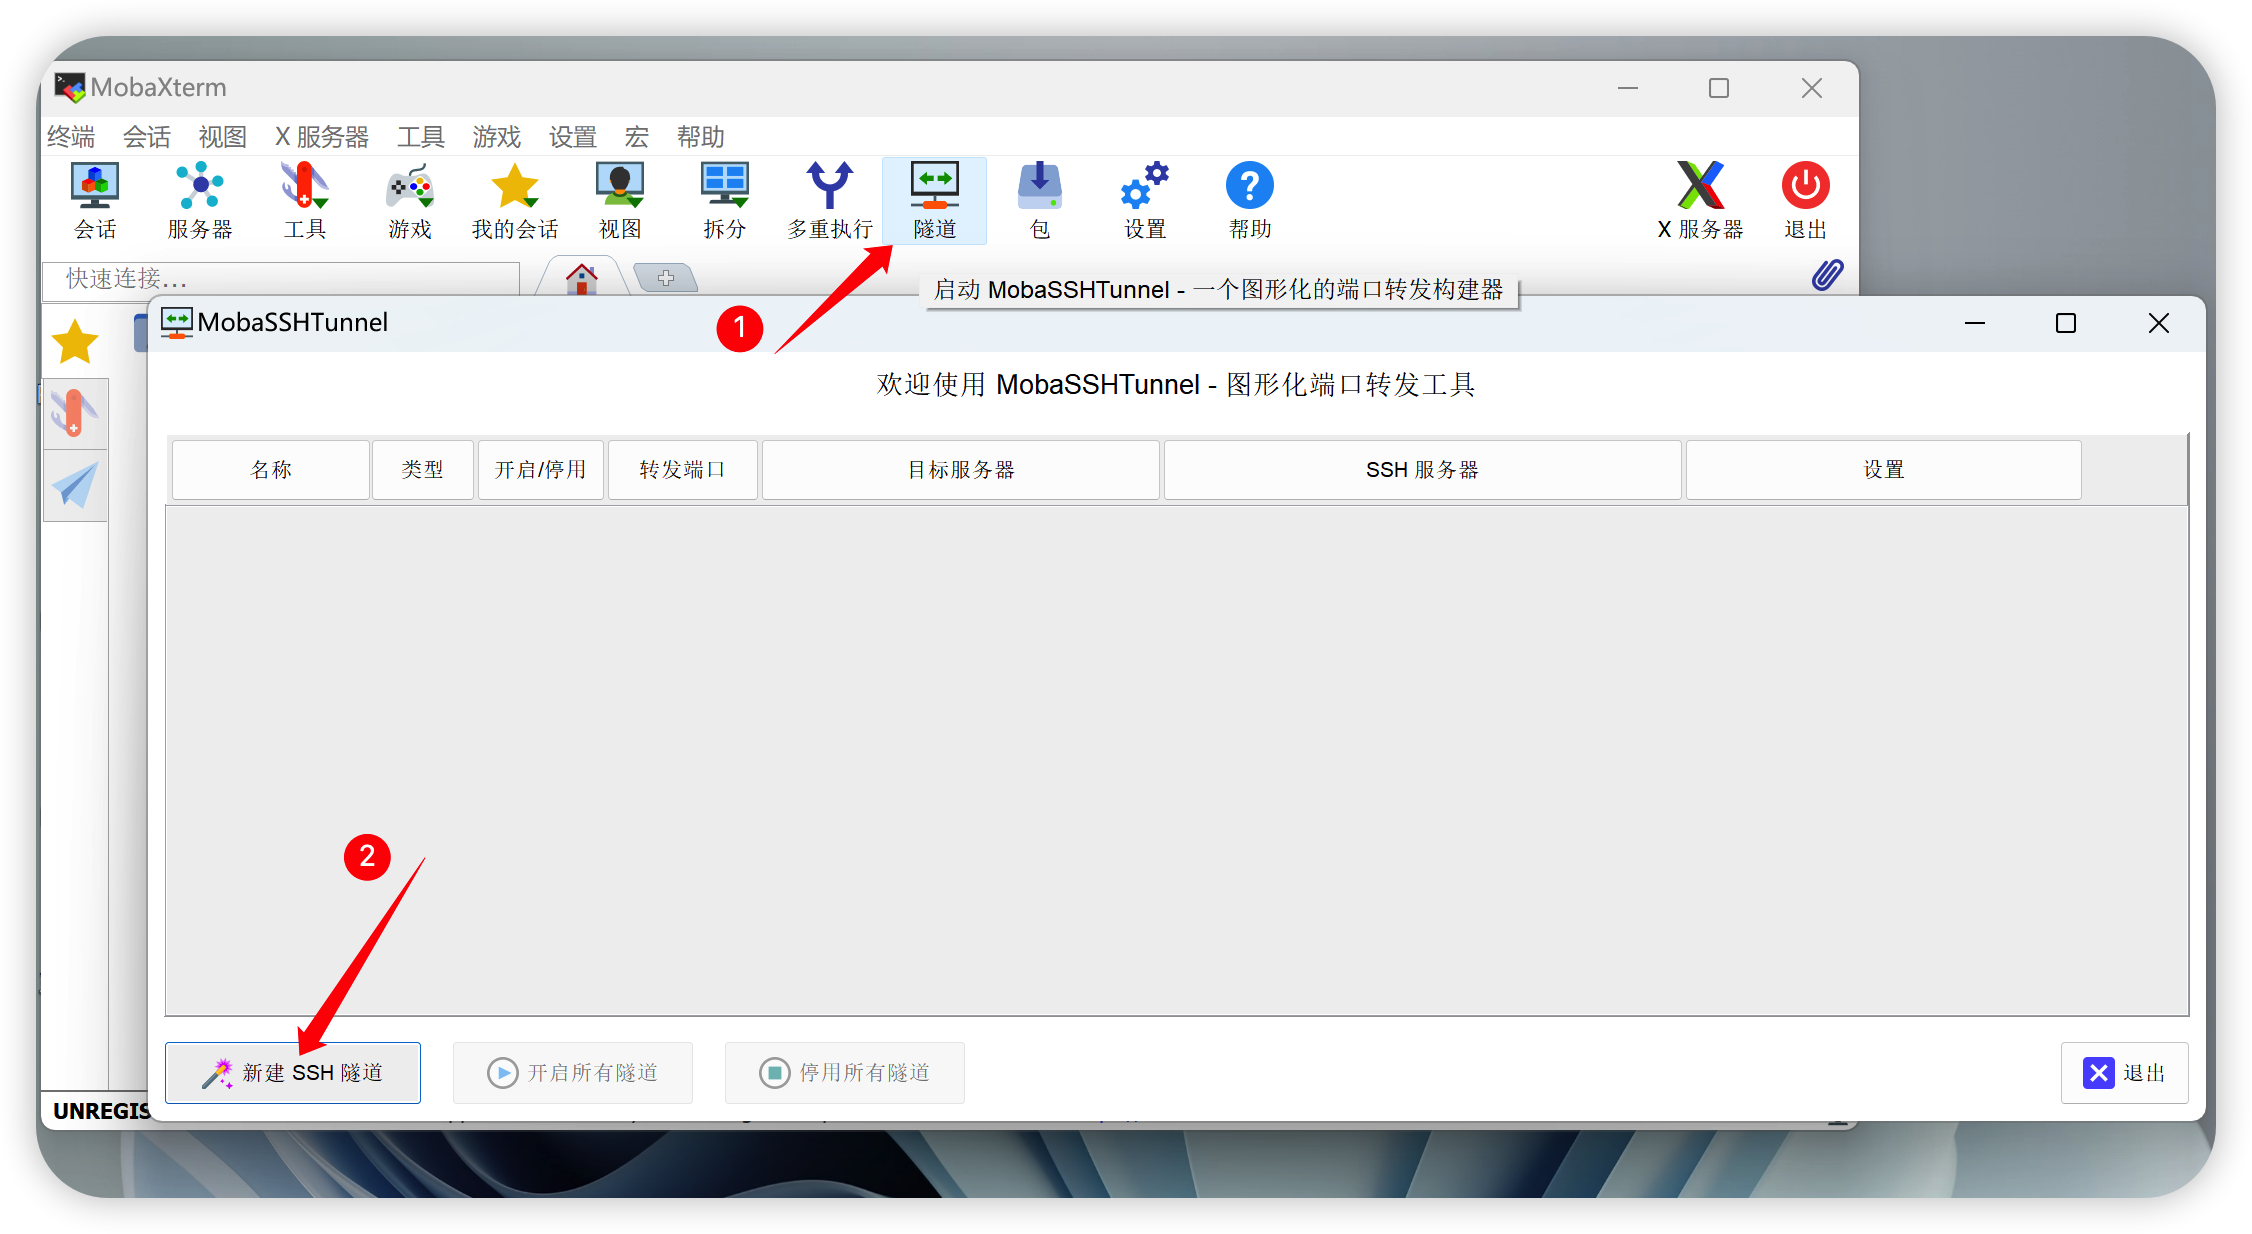 MobaXterm
终端 会话 视图 X 服务器 工具 游戏 设置 宏 帮助
会话 服务器 工具 游戏 我的会话 视图 拆分 多重执行 隧道 包 设置 帮助 X 服务器 退出
快速连接...
启动 MobaSSHTunnel - 一个图形化的端口转发构建器
1
MobaSSHTunnel
欢迎使用 MobaSSHTunnel - 图形化端口转发工具
名称 类型 开启/停用 转发端口 目标服务器 SSH 服务器 设置
2
新建 SSH 隧道 开启所有隧道 停用所有隧道 退出
UNREGIS